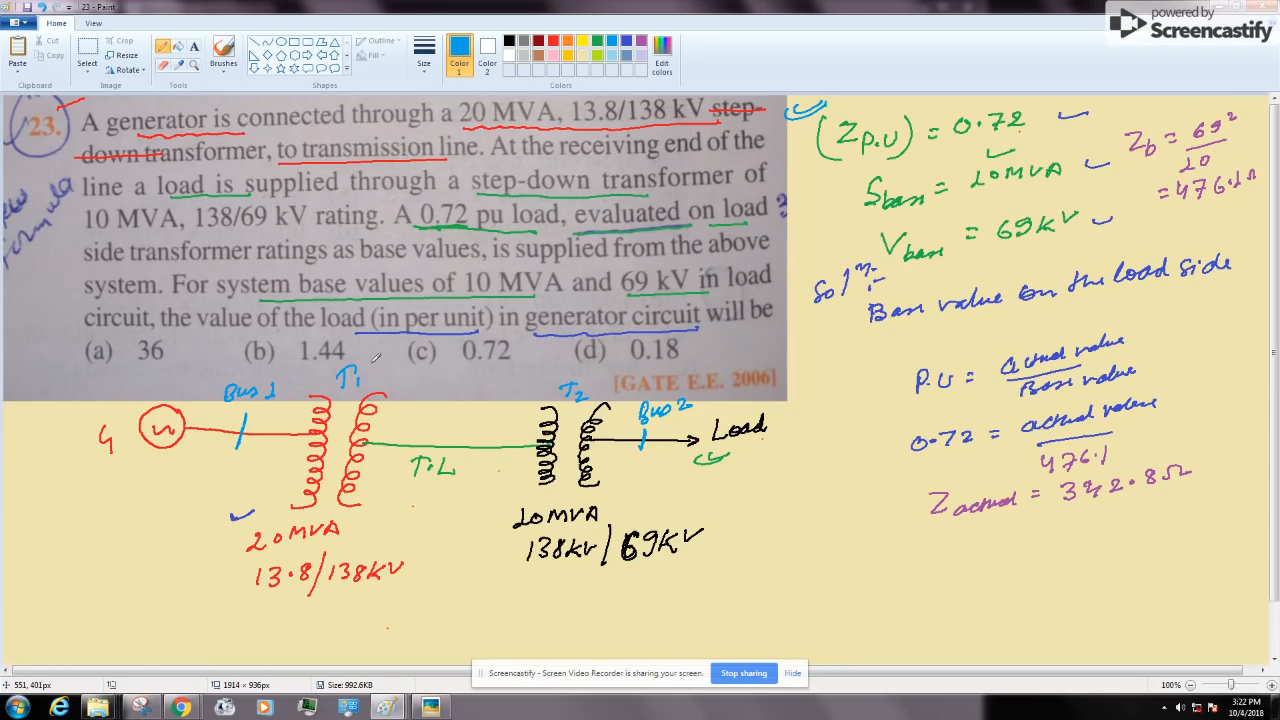 23 - Paint
powered by
Screencastify
Home View
Paste
Cut
Copy
Clipboard
Select
Crop
Resize
Rotate
Image
Tools
Brushes
Shapes
Outline
Fill
Size
Color 1
Color 2
Edit colors
Colors
23. A generator is connected through a 20 MVA, 13.8/138 kV step-
down transformer, to transmission line. At the receiving end of the
line a load is supplied through a step-down transformer of
10 MVA, 138/69 kV rating. A 0.72 pu load, evaluated on load
side transformer ratings as base values, is supplied from the above
system. For system base values of 10 MVA and 69 kV in load
circuit, the value of the load (in per unit) in generator circuit will be
(a) 36 (b) 1.44 (c) 0.72 (d) 0.18
[GATE E.E. 2006]
formula
(Z P.U) = 0.72
S base = 10MVA
V base = 69kV
Z b = 69²
10
= 476.1Ω
Sol
Base value on the load side
P.U = actual value
Base value
0.72 = actual value
476.1
Z actual = 342.8Ω
G
Bus 1
T1
T.L
T2
Bus 2
Load
20MVA
13.8/138kV
10MVA
138kV/69kV
Screencastify - Screen Video Recorder is sharing your screen.
Stop sharing
Hide
551, 401px
1914 × 936px
Size: 992.6KB
100%
3:22 PM
10/4/2018